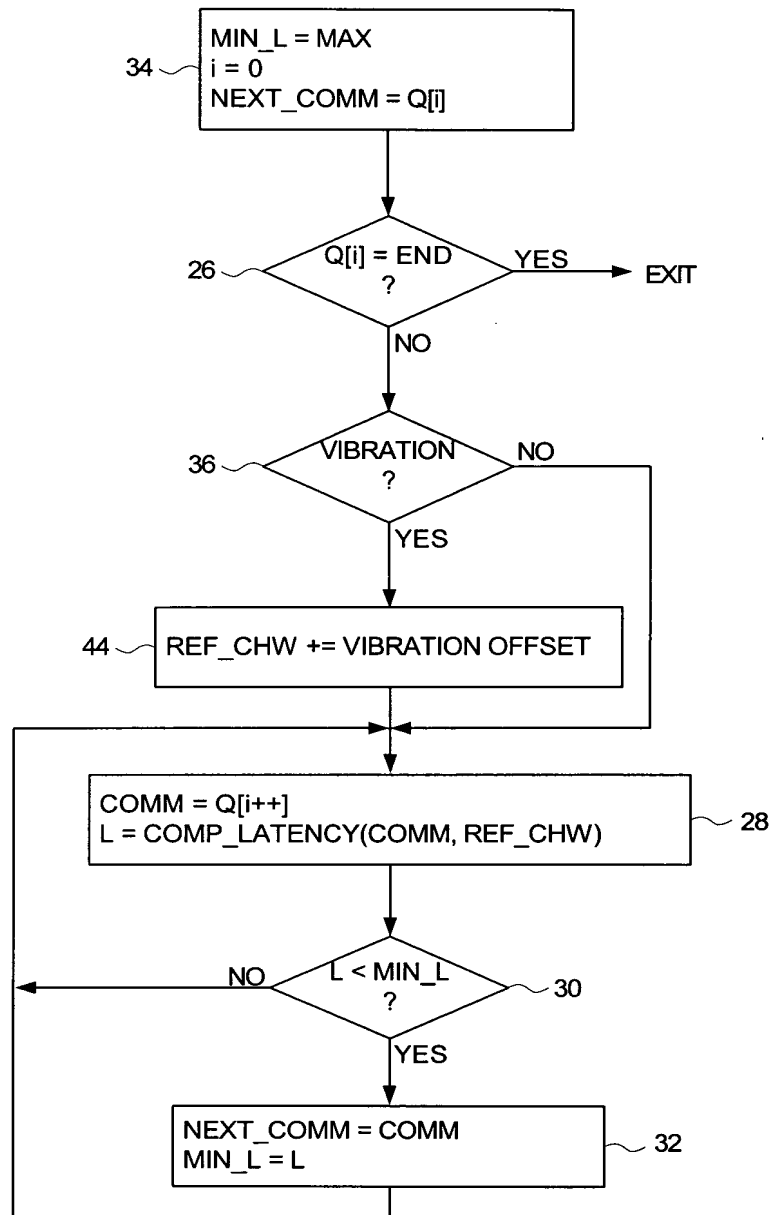 MIN_L = MAX
34
i = 0
NEXT_COMM = Q[i]
Q[i] = END
YES
26
EXIT
?
NO
VIBRATION
NO
36
?
YES
44
REF_CHW += VIBRATION OFFSET
COMM = Q[i++]
28
L = COMP_LATENCY(COMM, REF_CHW)
NO
L < MIN_L
30
?
YES
NEXT_COMM = COMM
32
MIN_L = L